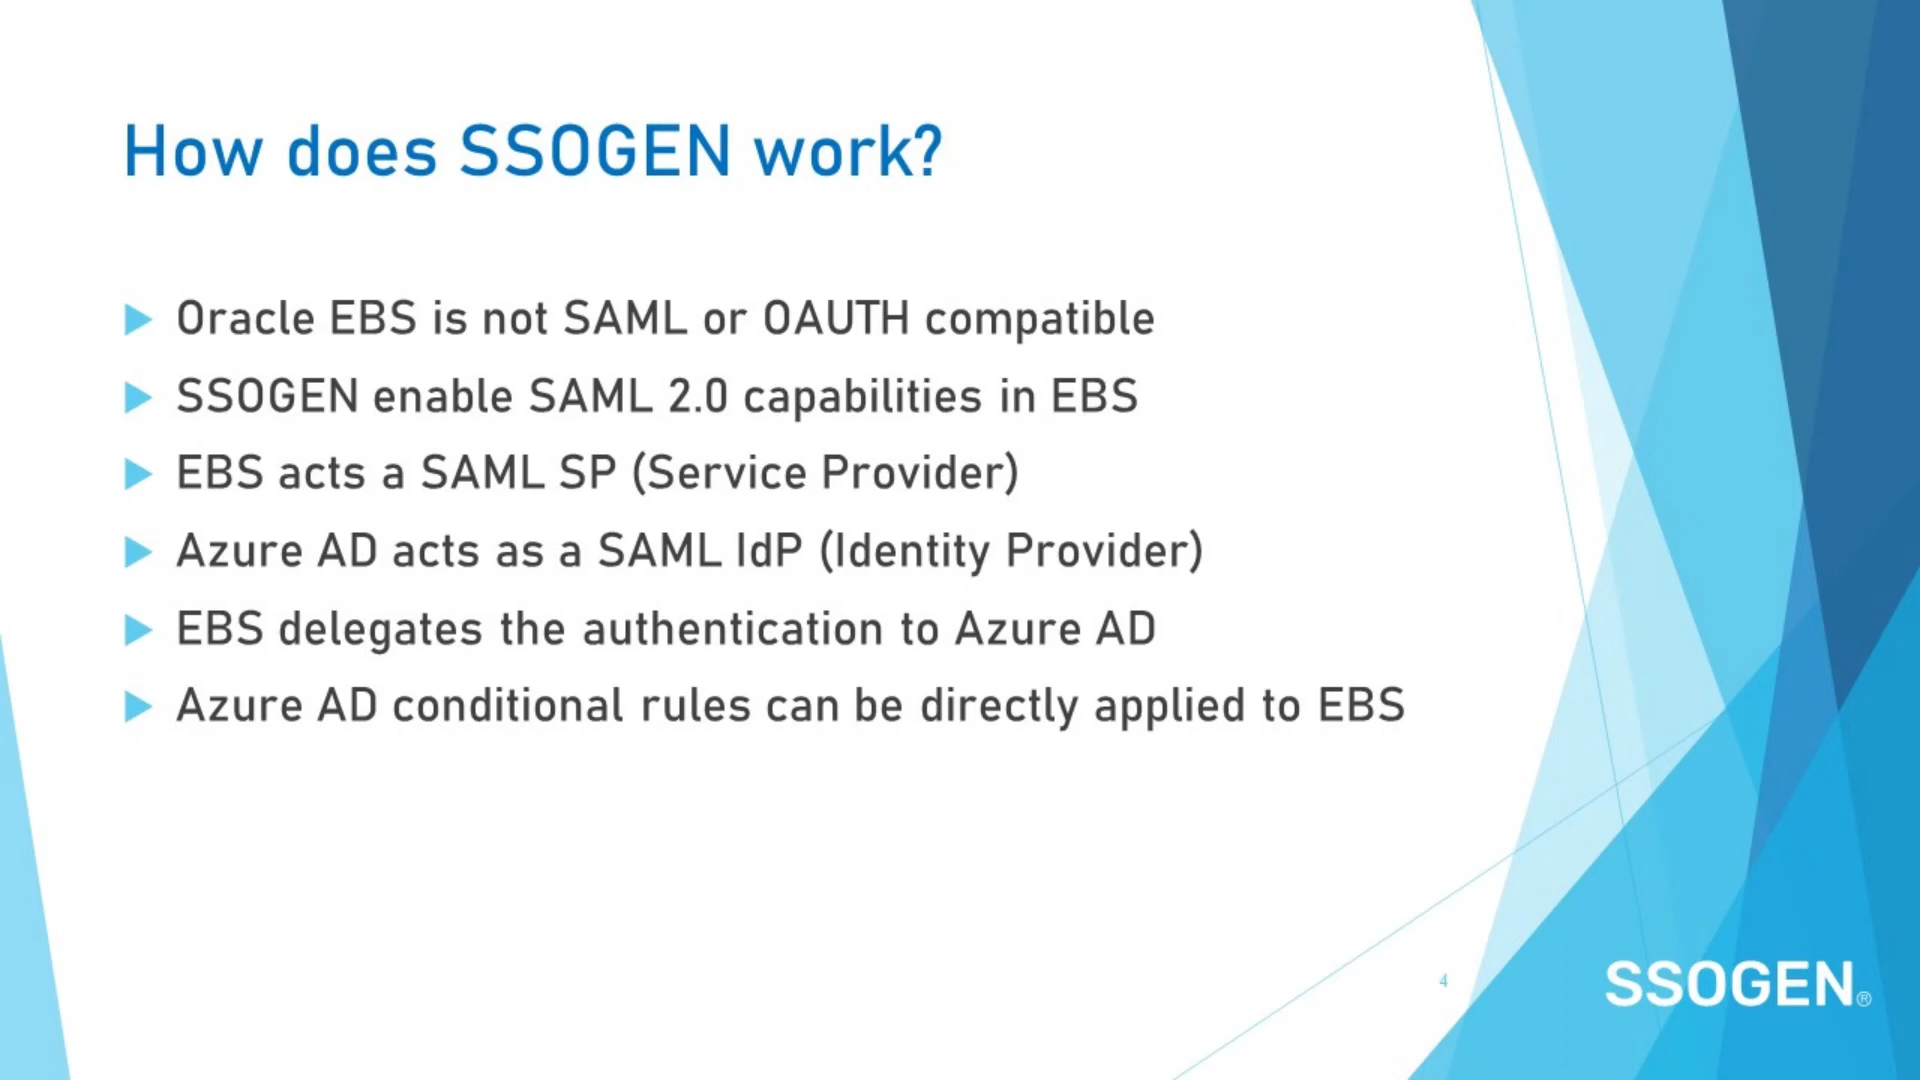 How does SSOGEN work?
Oracle EBS is not SAML or OAUTH compatible
SSOGEN enable SAML 2.0 capabilities in EBS
EBS acts a SAML SP (Service Provider)
Azure AD acts as a SAML IdP (Identity Provider)
EBS delegates the authentication to Azure AD
Azure AD conditional rules can be directly applied to EBS
4
SSOGEN®